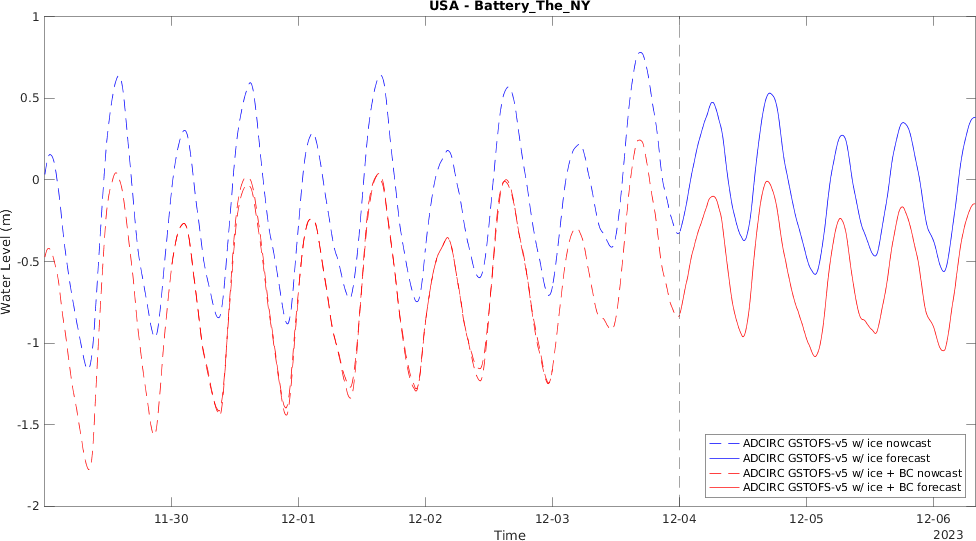 USA - Battery_The_NY
1
0.5
0
-0.5
-1
-1.5
-2
Water Level (m)
11-30
12-01
12-02
12-03
12-04
12-05
12-06
Time
2023
ADCIRC GSTOFS-v5 w/ ice nowcast
ADCIRC GSTOFS-v5 w/ ice forecast
ADCIRC GSTOFS-v5 w/ ice + BC nowcast
ADCIRC GSTOFS-v5 w/ ice + BC forecast